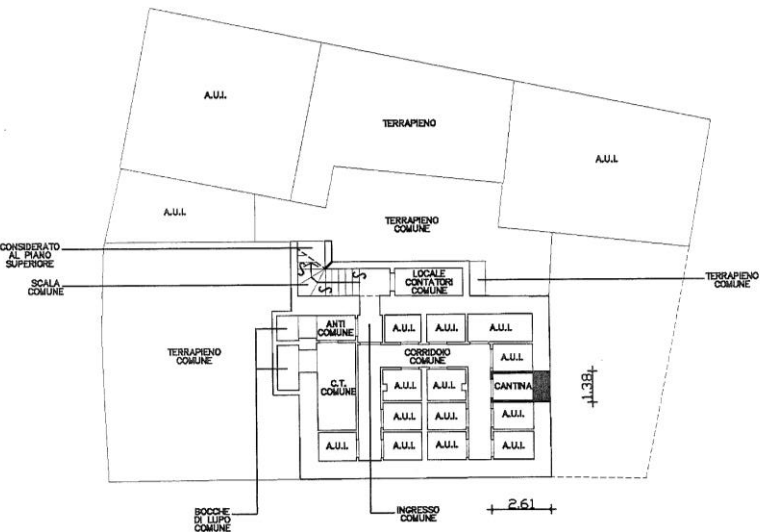 A.U.I.
TERRAPIENO
A.U.I.
A.U.I.
TERRAPIENO
COMUNE
CONSIDERATO
AL PIANO
SUPERIORE
SCALA
COMUNE
S
S
S
LOCALE
CONTATORI
COMUNE
TERRAPIENO
COMUNE
ANTI
COMUNE
A.U.I.
A.U.I.
A.U.I.
TERRAPIENO
COMUNE
CORRIDOIO
COMUNE
A.U.I.
C.T.
COMUNE
A.U.I.
A.U.I.
CANTINA
1.38
A.U.I.
A.U.I.
A.U.I.
A.U.I.
A.U.I.
A.U.I.
A.U.I.
BOCCHE
DI LUPO
COMUNE
INGRESSO
COMUNE
2.61